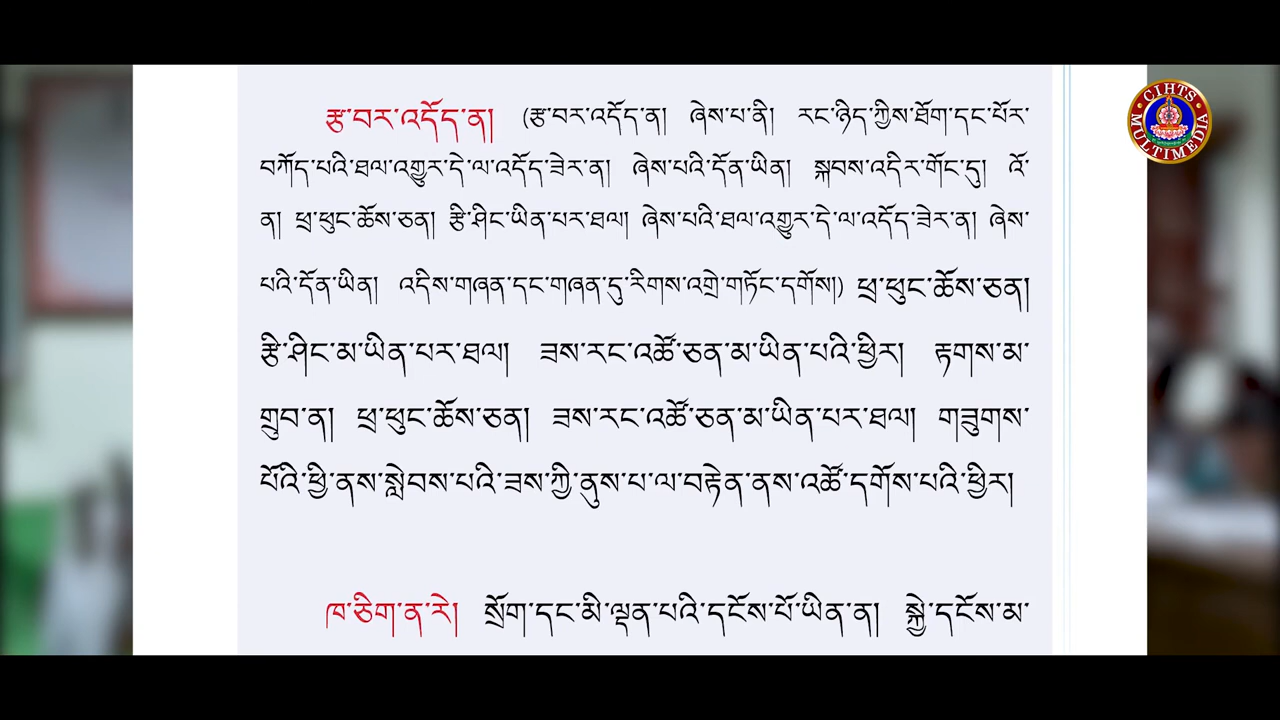 རྩ་བར་འདོད་ན། (རྩ་བར་འདོད་ན། ཞེས་པ་ནི། རང་ཉིད་ཀྱིས་ཐོག་དང་པོར་
བཀོད་པའི་ཐལ་འགྱུར་དེ་ལ་འདོད་ཟེར་ན། ཞེས་པའི་དོན་ཡིན། སྐབས་འདིར་གོང་དུ། འོ་
ན། ཕྲ་ཕུང་ཆོས་ཅན། རྩི་ཤིང་ཡིན་པར་ཐལ། ཞེས་པའི་ཐལ་འགྱུར་དེ་ལ་འདོད་ཟེར་ན། ཞེས་
པའི་དོན་ཡིན། འདིས་གཞན་དང་གཞན་དུ་རིགས་འགྲེ་གཏོང་དགོས།) ཕྲ་ཕུང་ཆོས་ཅན།
རྩི་ཤིང་མ་ཡིན་པར་ཐལ། ཟས་རང་འཚོ་ཅན་མ་ཡིན་པའི་ཕྱིར། རྟགས་མ་
གྲུབ་ན། ཕྲ་ཕུང་ཆོས་ཅན། ཟས་རང་འཚོ་ཅན་མ་ཡིན་པར་ཐལ། གཟུགས་
པོའི་ཕྱི་ནས་སླེབས་པའི་ཟས་ཀྱི་ནུས་པ་ལ་བརྟེན་ནས་འཚོ་དགོས་པའི་ཕྱིར།
ཁ་ཅིག་ན་རེ། སྲོག་དང་མི་ལྡན་པའི་དངོས་པོ་ཡིན་ན། སྐྱེ་དངོས་མ་
CIHTS
MULTIMEDIA